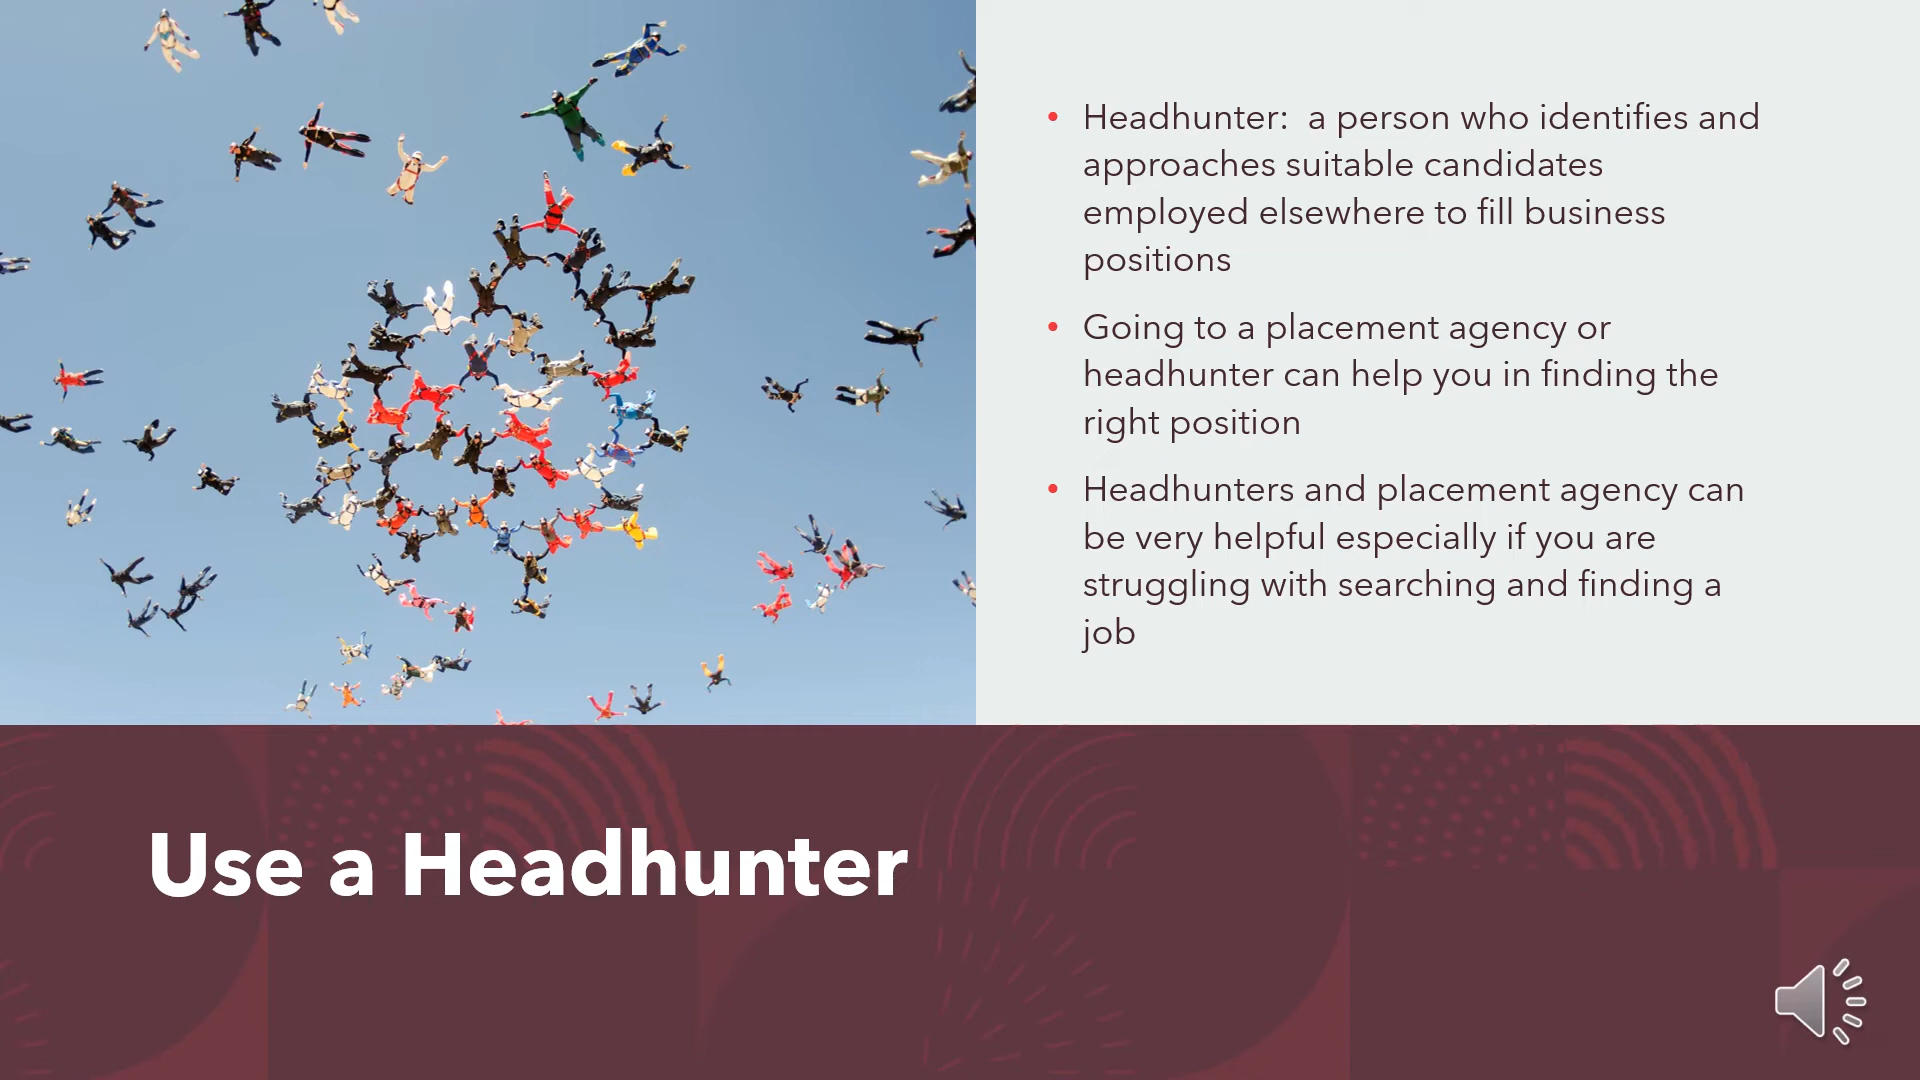 • Headhunter:  a person who identifies and
approaches suitable candidates
employed elsewhere to fill business
positions
• Going to a placement agency or
headhunter can help you in finding the
right position
• Headhunters and placement agency can
be very helpful especially if you are
struggling with searching and finding a
job
Use a Headhunter